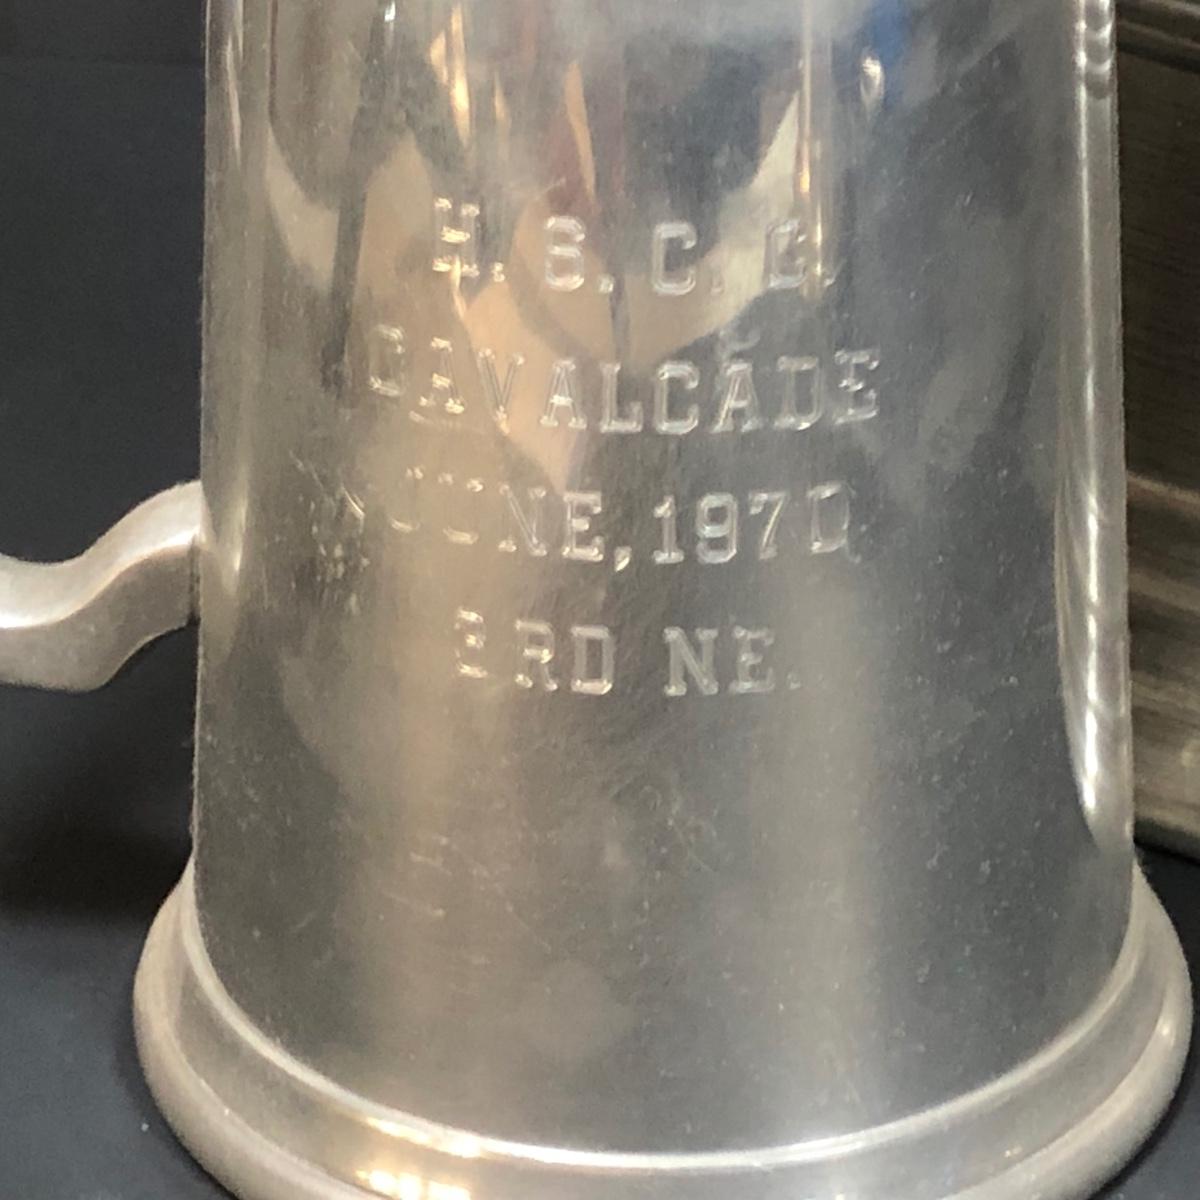 H.S.C.C.
CAVALCADE
JUNE,1970
3RD NE.